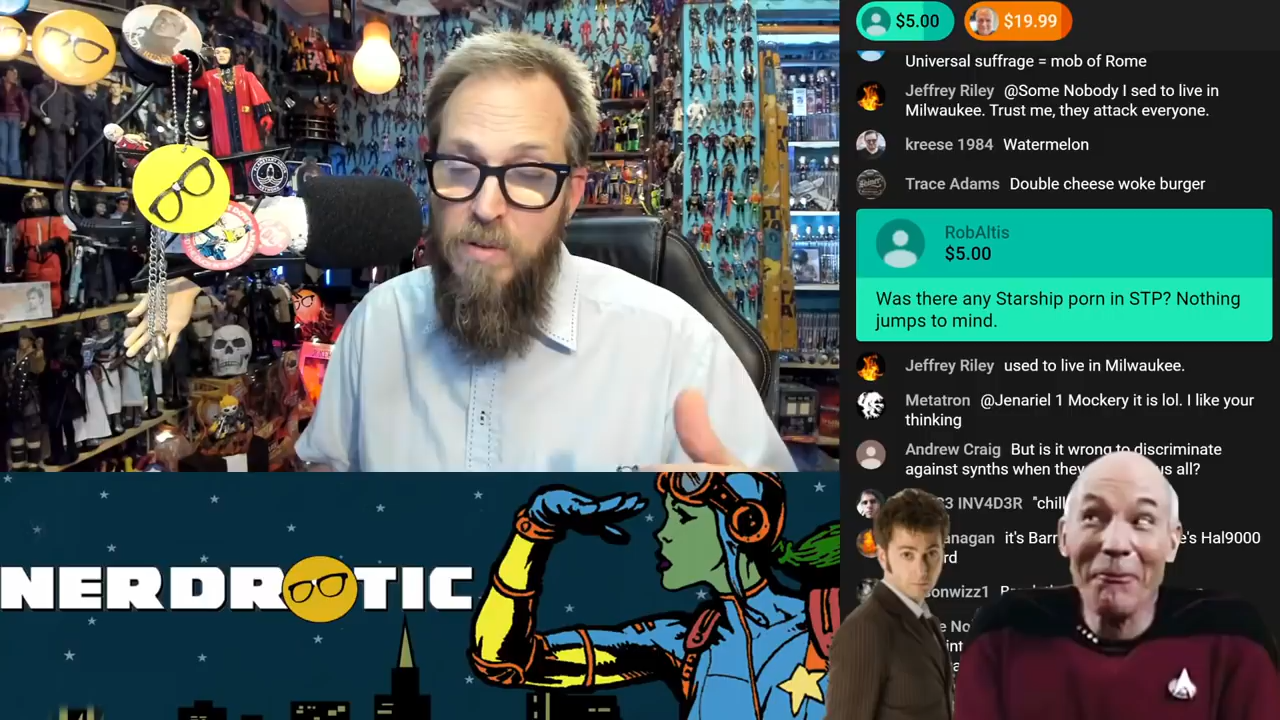 $5.00
$19.99
Universal suffrage = mob of Rome
Jeffrey Riley @Some Nobody I sed to live in
Milwaukee. Trust me, they attack everyone.
kreese 1984 Watermelon
Trace Adams Double cheese woke burger
RobAltis
$5.00
Was there any Starship porn in STP? Nothing
jumps to mind.
Jeffrey Riley used to live in Milwaukee.
Metatron @Jenariel 1 Mockery it is lol. I like your
thinking
Andrew Craig But is it wrong to discriminate
against synths when they us all?
INV4D3R "chill
it's Hal9000
NERDROTIC